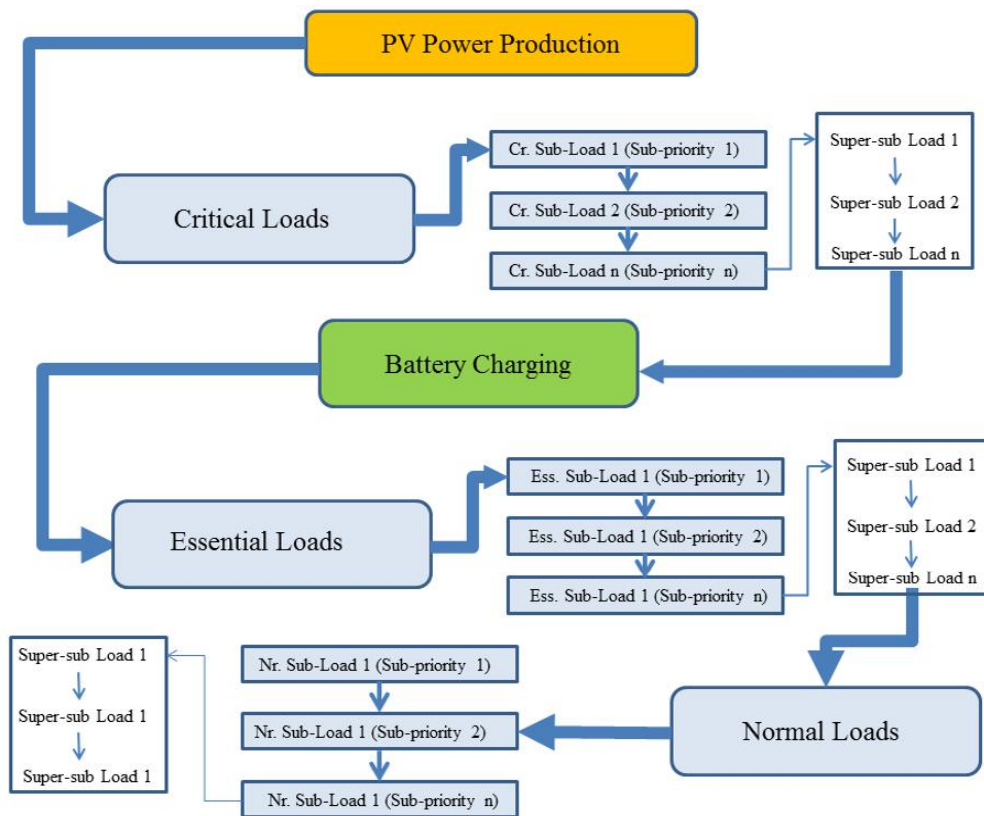 PV Power Production
Critical Loads
Cr. Sub-Load 1 (Sub-priority 1)
Cr. Sub-Load 2 (Sub-priority 2)
Cr. Sub-Load n (Sub-priority n)
Super-sub Load 1
Super-sub Load 2
Super-sub Load n
Battery Charging
Essential Loads
Ess. Sub-Load 1 (Sub-priority 1)
Ess. Sub-Load 1 (Sub-priority 2)
Ess. Sub-Load 1 (Sub-priority n)
Super-sub Load 1
Super-sub Load 2
Super-sub Load n
Normal Loads
Nr. Sub-Load 1 (Sub-priority 1)
Nr. Sub-Load 1 (Sub-priority 2)
Nr. Sub-Load 1 (Sub-priority n)
Super-sub Load 1
Super-sub Load 1
Super-sub Load 1